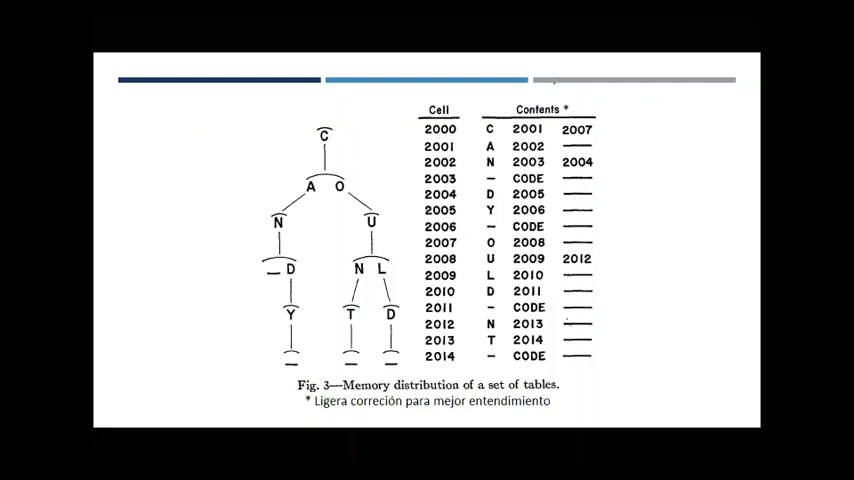 Cell Contents *
2000 C 2001 2007
2001 A 2002 —
2002 N 2003 2004
2003 – CODE —
2004 D 2005 —
2005 Y 2006 —
2006 – CODE —
2007 O 2008 —
2008 U 2009 2012
2009 L 2010 —
2010 D 2011 —
2011 – CODE —
2012 N 2013 —
2013 T 2014 —
2014 – CODE —
C
A O
N U
– D N L
Y T D
– – –
Fig. 3—Memory distribution of a set of tables.
* Ligera correción para mejor entendimiento